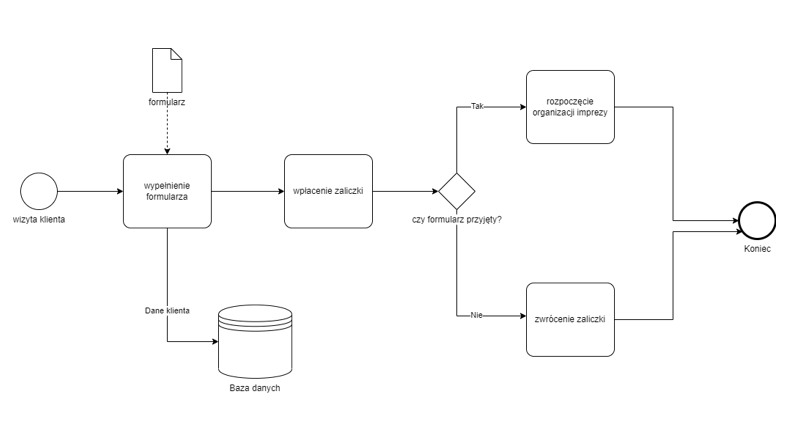 formularz
wizyta klienta
wypełnienie
formularza
wpłacenie zaliczki
czy formularz przyjęty?
Tak
rozpoczęcie
organizacji imprezy
Nie
zwrócenie zaliczki
Koniec
Dane klienta
Baza danych